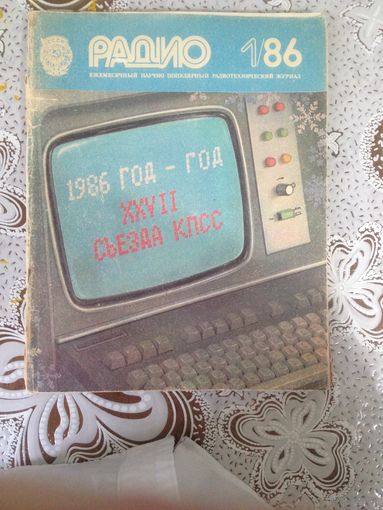 РАДИО 1/86
ЕЖЕМЕСЯЧНЫЙ НАУЧНО ПОПУЛЯРНЫЙ РАДИОТЕХНИЧЕСКИЙ ЖУРНАЛ
1986 ГОД - ГОД
XXVII
СЪЕЗДА КПСС